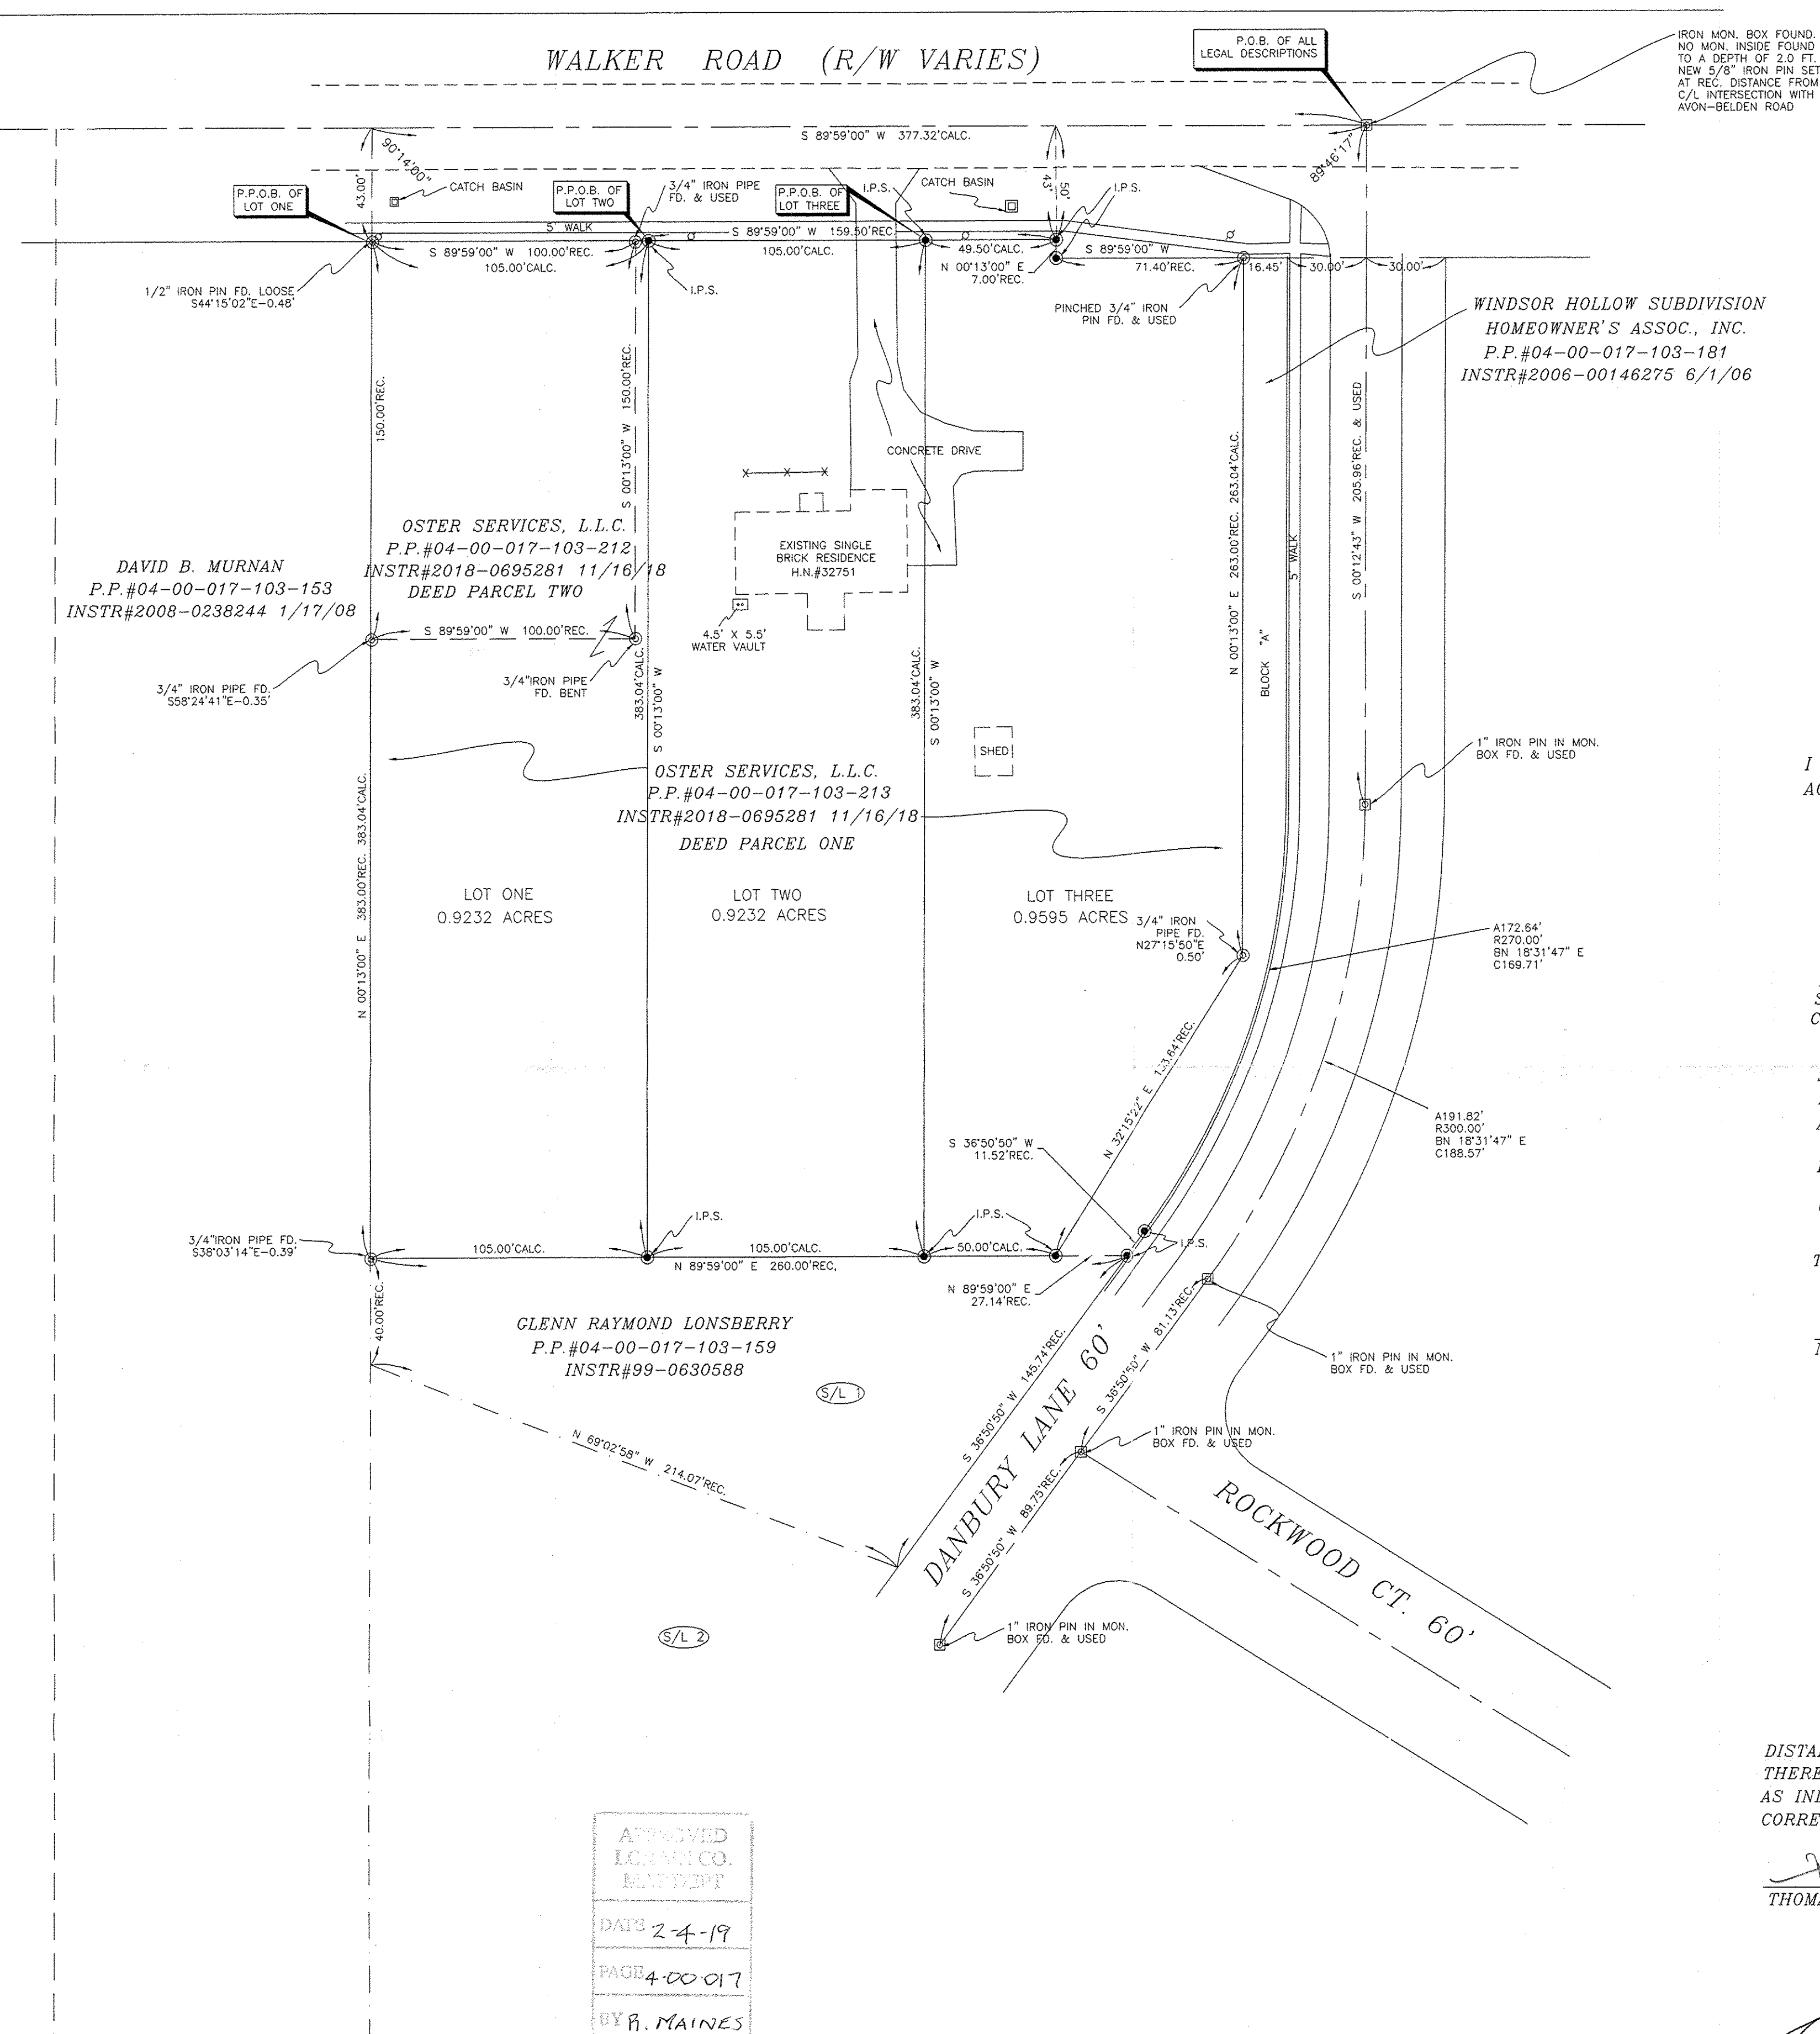 WALKER ROAD (R/W VARIES)
P.O.B. OF ALL
LEGAL DESCRIPTIONS
IRON MON. BOX FOUND.
NO MON. INSIDE FOUND
TO A DEPTH OF 2.0 FT.
NEW 5/8" IRON PIN SET
AT REC. DISTANCE FROM
C/L INTERSECTION WITH
AVON-BELDEN ROAD
S 89°59'00" W 377.32'CALC.
90°14'00"
89°46'17"
43.00'
CATCH BASIN
P.P.O.B. OF
LOT ONE
P.P.O.B. OF
LOT TWO
3/4" IRON PIPE
FD. & USED
P.P.O.B. OF
LOT THREE
I.P.S.
CATCH BASIN
43'
50'
I.P.S.
5' WALK
S 89°59'00" W 100.00'REC.
105.00'CALC.
S 89°59'00" W 159.50'REC.
105.00'CALC.
49.50'CALC.
S 89°59'00" W
71.40'REC.
16.45'
30.00'
30.00'
N 00°13'00" E
7.00'REC.
1/2" IRON PIN FD. LOOSE
S44°15'02"E-0.48'
I.P.S.
PINCHED 3/4" IRON
PIN FD. & USED
WINDSOR HOLLOW SUBDIVISION
HOMEOWNER'S ASSOC., INC.
P.P.#04-00-017-103-181
INSTR#2006-00146275 6/1/06
150.00'REC.
S 00°13'00" W 150.00'REC.
CONCRETE DRIVE
N 00°13'00" E 263.00'REC. 263.04'CALC.
S 00°12'43" W 205.96'REC. & USED
5' WALK
BLOCK "A"
OSTER SERVICES, L.L.C.
P.P.#04-00-017-103-212
INSTR#2018-0695281 11/16/18
DEED PARCEL TWO
DAVID B. MURNAN
P.P.#04-00-017-103-153
INSTR#2008-0238244 1/17/08
EXISTING SINGLE
BRICK RESIDENCE
H.N.#32751
4.5' X 5.5'
WATER VAULT
S 89°59'00" W 100.00'REC.
3/4" IRON PIPE FD.
S58°24'41"E-0.35'
3/4"IRON PIPE
FD. BENT
383.04'CALC.
S 00°13'00" W
383.04'CALC.
S 00°13'00" W
SHED
1" IRON PIN IN MON.
BOX FD. & USED
OSTER SERVICES, L.L.C.
P.P.#04-00-017-103-213
INSTR#2018-0695281 11/16/18
DEED PARCEL ONE
N 00°13'00" E 383.00'REC. 383.04'CALC.
LOT ONE
0.9232 ACRES
LOT TWO
0.9232 ACRES
LOT THREE
0.9595 ACRES
3/4" IRON
PIPE FD.
N27°15'50"E
0.50'
A172.64'
R270.00'
BN 18°31'47" E
C169.71'
N 32°15'22" E 133.64'REC.
A191.82'
R300.00'
BN 18°31'47" E
C188.57'
S 36°50'50" W
11.52'REC.
I.P.S.
I.P.S.
I.P.S.
3/4"IRON PIPE FD.
S38°03'14"E-0.39'
105.00'CALC.
105.00'CALC.
50.00'CALC.
N 89°59'00" E 260.00'REC.
N 89°59'00" E
27.14'REC.
40.00'REC.
GLENN RAYMOND LONSBERRY
P.P.#04-00-017-103-159
INSTR#99-0630588
S/L 1
S 36°50'50" W 145.74'REC.
DANBURY LANE 60'
S 36°50'50" W 81.13'REC.
1" IRON PIN IN MON.
BOX FD. & USED
1" IRON PIN IN MON.
BOX FD. & USED
N 69°02'58" W 214.07'REC.
S 36°50'50" W 89.75'REC.
ROCKWOOD CT. 60'
1" IRON PIN IN MON.
BOX FD. & USED
S/L 2
DISTA
THERE
AS IN
CORRE
THOMA
APPROVED
LORAIN CO.
MAP DEPT
DATE 2-4-19
PAGE 4-00-017
BY R. MAINES